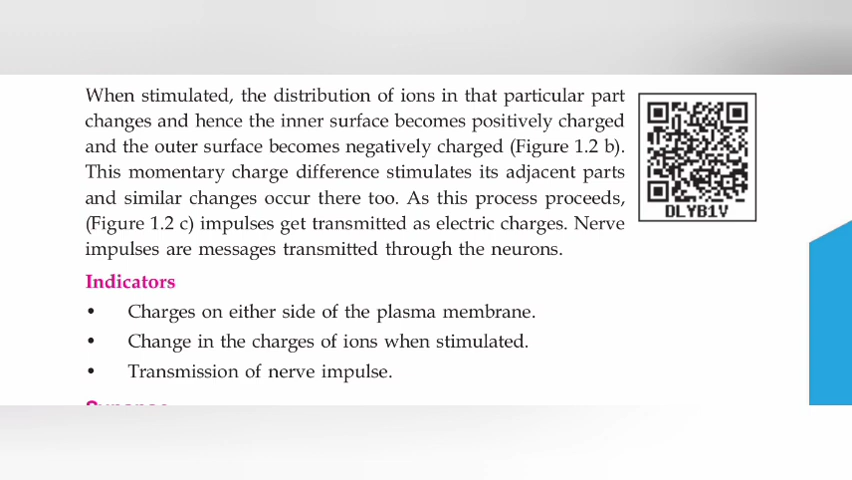 When stimulated, the distribution of ions in that particular part
changes and hence the inner surface becomes positively charged
and the outer surface becomes negatively charged (Figure 1.2 b).
This momentary charge difference stimulates its adjacent parts
and similar changes occur there too. As this process proceeds,
(Figure 1.2 c) impulses get transmitted as electric charges. Nerve
impulses are messages transmitted through the neurons.
DLYB1V
Indicators
• Charges on either side of the plasma membrane.
• Change in the charges of ions when stimulated.
• Transmission of nerve impulse.